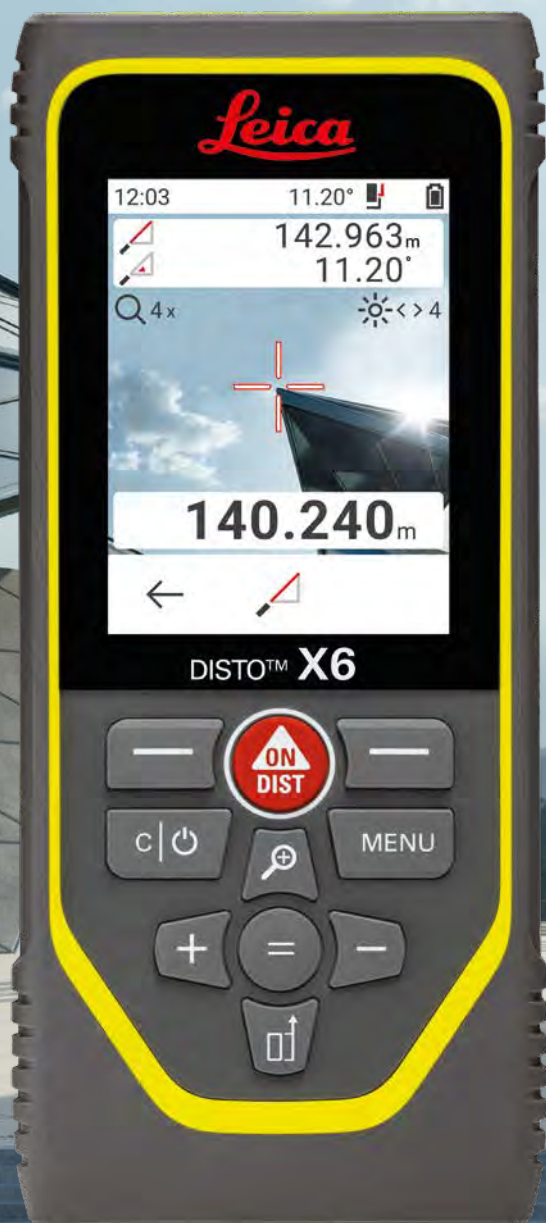 Leica
12:03 11.20°
142.963m
11.20°
4x < > 4
140.240m
DISTO™ X6
ON
DIST
C MENU
+ = −